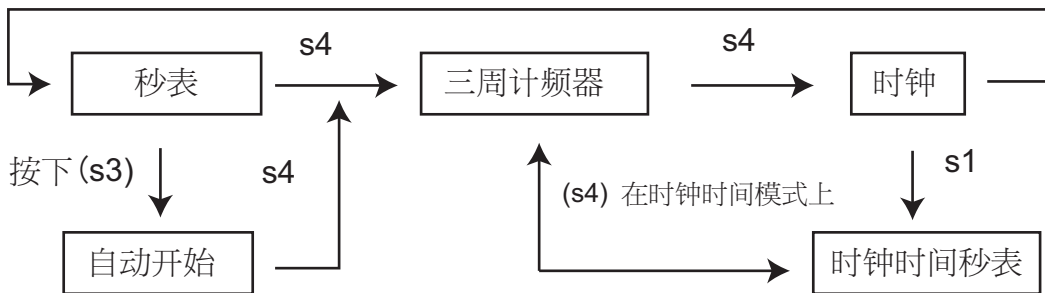 s4
s4
秒表
三周计频器
时钟
按下(s3)
s4
s1
(s4) 在时钟时间模式上
自动开始
时钟时间秒表